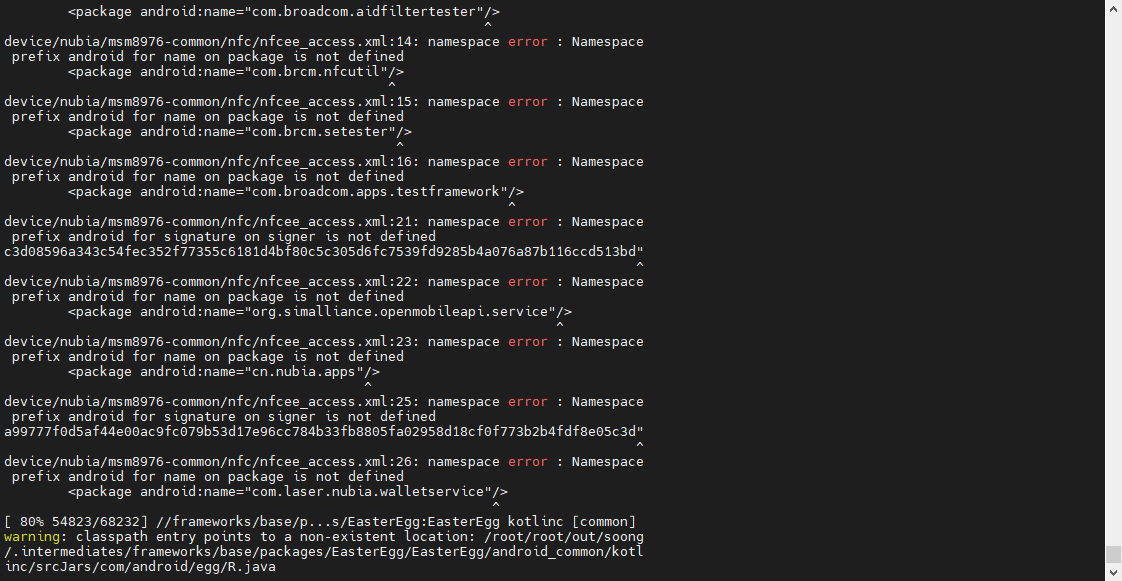 <package android:name="com.broadcom.aidfiltertester"/>
^
device/nubia/msm8976-common/nfc/nfcee_access.xml:14: namespace error : Namespace
prefix android for name on package is not defined
<package android:name="com.brcm.nfcutil"/>
^
device/nubia/msm8976-common/nfc/nfcee_access.xml:15: namespace error : Namespace
prefix android for name on package is not defined
<package android:name="com.brcm.setester"/>
^
device/nubia/msm8976-common/nfc/nfcee_access.xml:16: namespace error : Namespace
prefix android for name on package is not defined
<package android:name="com.broadcom.apps.testframework"/>
^
device/nubia/msm8976-common/nfc/nfcee_access.xml:21: namespace error : Namespace
prefix android for signature on signer is not defined
c3d08596a343c54fec352f77355c6181d4bf80c5c305d6fc7539fd9285b4a076a87b116ccd513bd"
^
device/nubia/msm8976-common/nfc/nfcee_access.xml:22: namespace error : Namespace
prefix android for name on package is not defined
<package android:name="org.simalliance.openmobileapi.service"/>
^
device/nubia/msm8976-common/nfc/nfcee_access.xml:23: namespace error : Namespace
prefix android for name on package is not defined
<package android:name="cn.nubia.apps"/>
^
device/nubia/msm8976-common/nfc/nfcee_access.xml:25: namespace error : Namespace
prefix android for signature on signer is not defined
a99777f0d5af44e00ac9fc079b53d17e96cc784b33fb8805fa02958d18cf0f773b2b4fdf8e05c3d"
^
device/nubia/msm8976-common/nfc/nfcee_access.xml:26: namespace error : Namespace
prefix android for name on package is not defined
<package android:name="com.laser.nubia.walletservice"/>
^
[ 80% 54823/68232] //frameworks/base/p...s/EasterEgg:EasterEgg kotlinc [common]
warning: classpath entry points to a non-existent location: /root/root/out/soong
/.intermediates/frameworks/base/packages/EasterEgg/EasterEgg/android_common/kotl
inc/srcJars/com/android/egg/R.java